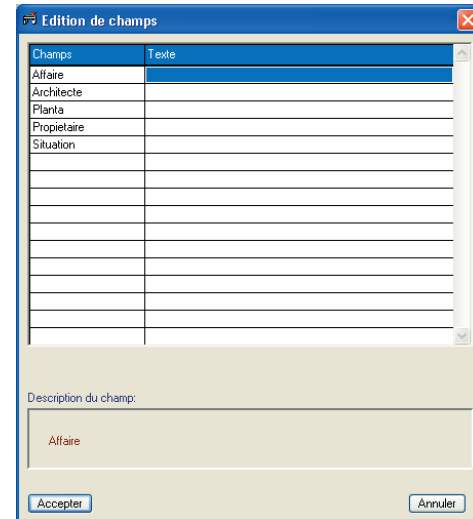 Edition de champs
Champs Texte
Affaire
Architecte
Planta
Propietaire
Situation
Description du champ:
Affaire
Accepter Annuler